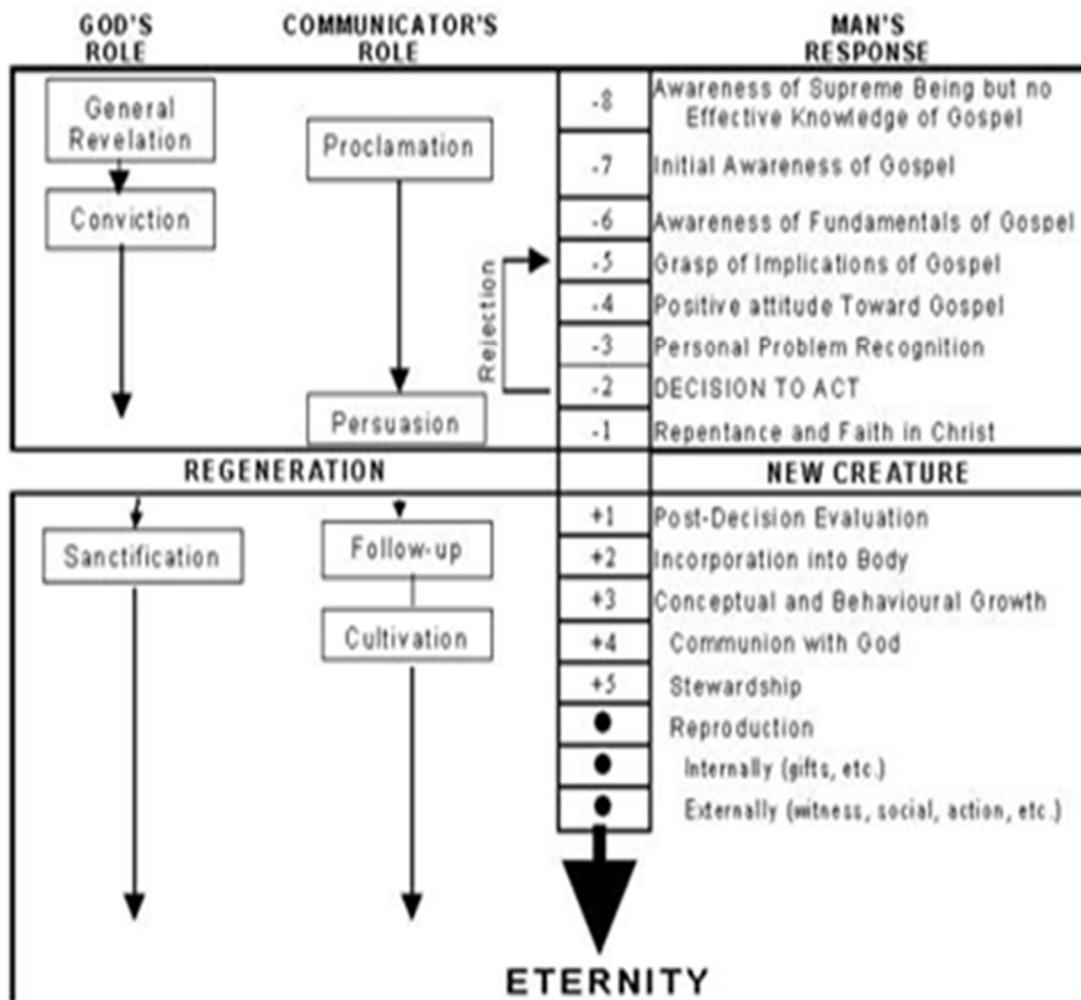 GOD'S
ROLE
COMMUNICATOR'S
ROLE
MAN'S
RESPONSE
General
Revelation
Conviction
Proclamation
Rejection
Persuasion
-8 Awareness of Supreme Being but no
Effective Knowledge of Gospel
-7 Initial Awareness of Gospel
-6 Awareness of Fundamentals of Gospel
-5 Grasp of Implications of Gospel
-4 Positive attitude Toward Gospel
-3 Personal Problem Recognition
-2 DECISION TO ACT
-1 Repentance and Faith in Christ
REGENERATION
NEW CREATURE
Sanctification
Follow-up
Cultivation
+1 Post-Decision Evaluation
+2 Incorporation into Body
+3 Conceptual and Behavioural Growth
+4 Communion with God
+5 Stewardship
Reproduction
Internally (gifts, etc.)
Externally (witness, social, action, etc.)
ETERNITY